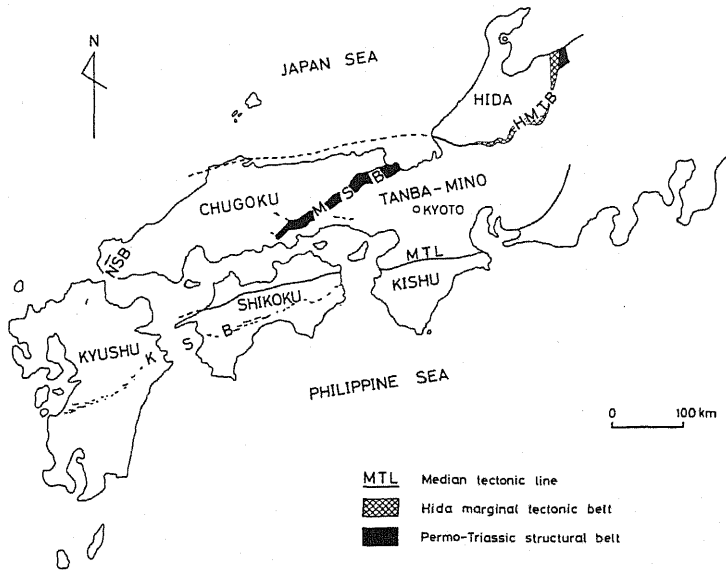 N
JAPAN SEA
HIDA
H M T B
CHUGOKU
M S B
TANBA-MINO
KYOTO
NSB
MTL
KISHU
SHIKOKU
KYUSHU
K S B
PHILIPPINE SEA
0 100 km
MTL Median tectonic line
Hida marginal tectonic belt
Permo-Triassic structural belt